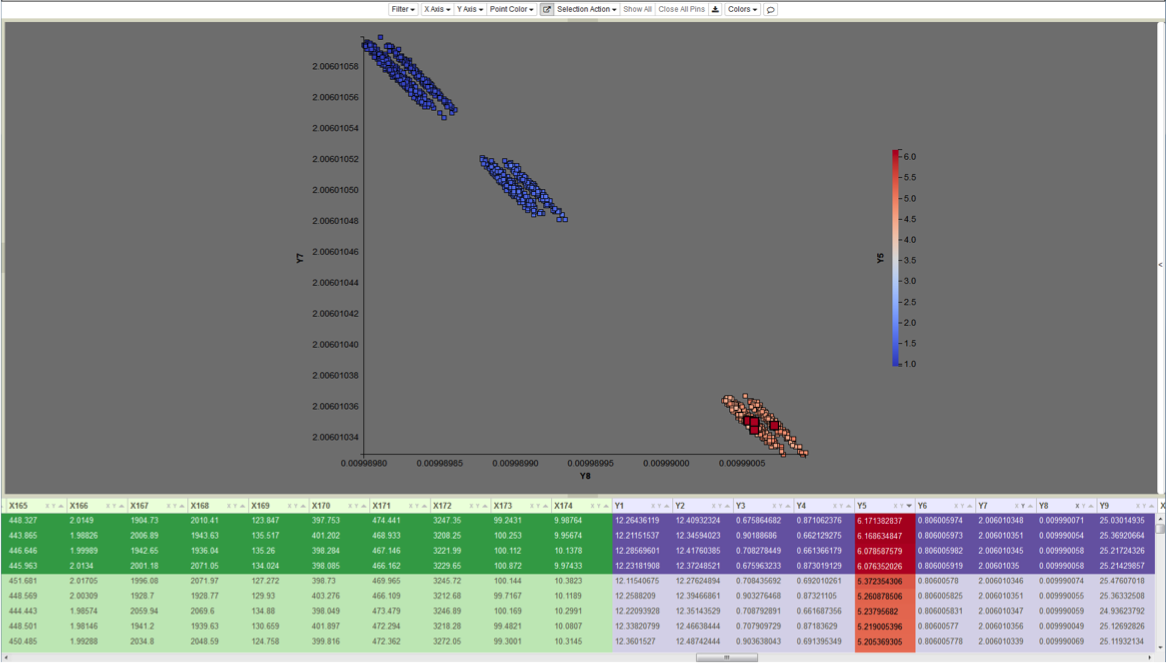 Filter X Axis Y Axis Point Color Selection Action Show All Close All Pins Colors
2.00601058
2.00601056
2.00601054
2.00601052
2.00601050
2.00601048
2.00601046
2.00601044
2.00601042
2.00601040
2.00601038
2.00601036
2.00601034
Y7
0.00998980 0.00998985 0.00998990 0.00998995 0.00999000 0.00999005
Y8
Y5
6.0
5.5
5.0
4.5
4.0
3.5
3.0
2.5
2.0
1.5
1.0
X165 X166 X167 X168 X169 X170 X171 X172 X173 X174 Y1 Y2 Y3 Y4 Y5 Y6 Y7 Y8 Y9
448.327 2.0149 1904.73 2010.41 123.847 397.753 474.441 3247.35 99.2431 9.98764 12.26436119 12.40932324 0.675864682 0.871062376 6.171382837 0.806005974 2.006010348 0.009990071 25.03014935
443.865 1.98826 2006.89 1943.63 135.517 401.202 468.933 3208.25 100.253 9.95674 12.21151537 12.34594023 0.90188686 0.662129275 6.168634847 0.806005973 2.006010351 0.009990054 25.36920664
446.646 1.99989 1942.65 1936.04 135.26 398.284 467.146 3221.99 100.112 10.1378 12.28569601 12.41760385 0.708278449 0.661366179 6.078587579 0.806005982 2.006010345 0.009990058 25.21724326
445.963 2.0134 2001.18 2071.05 134.024 398.085 466.162 3229.65 100.872 9.97433 12.23181908 12.37248521 0.675963233 0.873019129 6.076352026 0.806005919 2.00601035 0.009990058 25.21429857
451.681 2.01705 1996.08 2071.97 127.272 398.73 469.965 3245.72 100.144 10.3823 12.11540675 12.27624894 0.708435692 0.692010261 5.372354306 0.80600578 2.006010346 0.009990074 25.47607018
448.569 2.00309 1928.7 1928.77 129.93 403.276 466.109 3212.68 99.7167 10.1189 12.2588209 12.39466861 0.903276468 0.87321105 5.260878506 0.806005825 2.006010351 0.009990055 25.36332508
444.443 1.98574 2059.94 2069.6 134.88 398.049 473.479 3246.89 100.169 10.2991 12.22093928 12.35143529 0.708792891 0.661687356 5.23795682 0.806005831 2.006010347 0.009990059 24.93623792
448.501 1.98146 1941.2 1939.63 130.659 401.897 472.294 3218.28 99.4821 10.0807 12.33820799 12.46638444 0.707909729 0.87183629 5.219005396 0.80600577 2.006010356 0.009990049 25.12692826
450.485 1.99288 2034.8 2048.59 124.758 399.816 472.362 3272.05 99.3001 10.3145 12.3601527 12.48742444 0.903638043 0.691395349 5.205369305 0.806005778 2.006010339 0.009990069 25.11932134